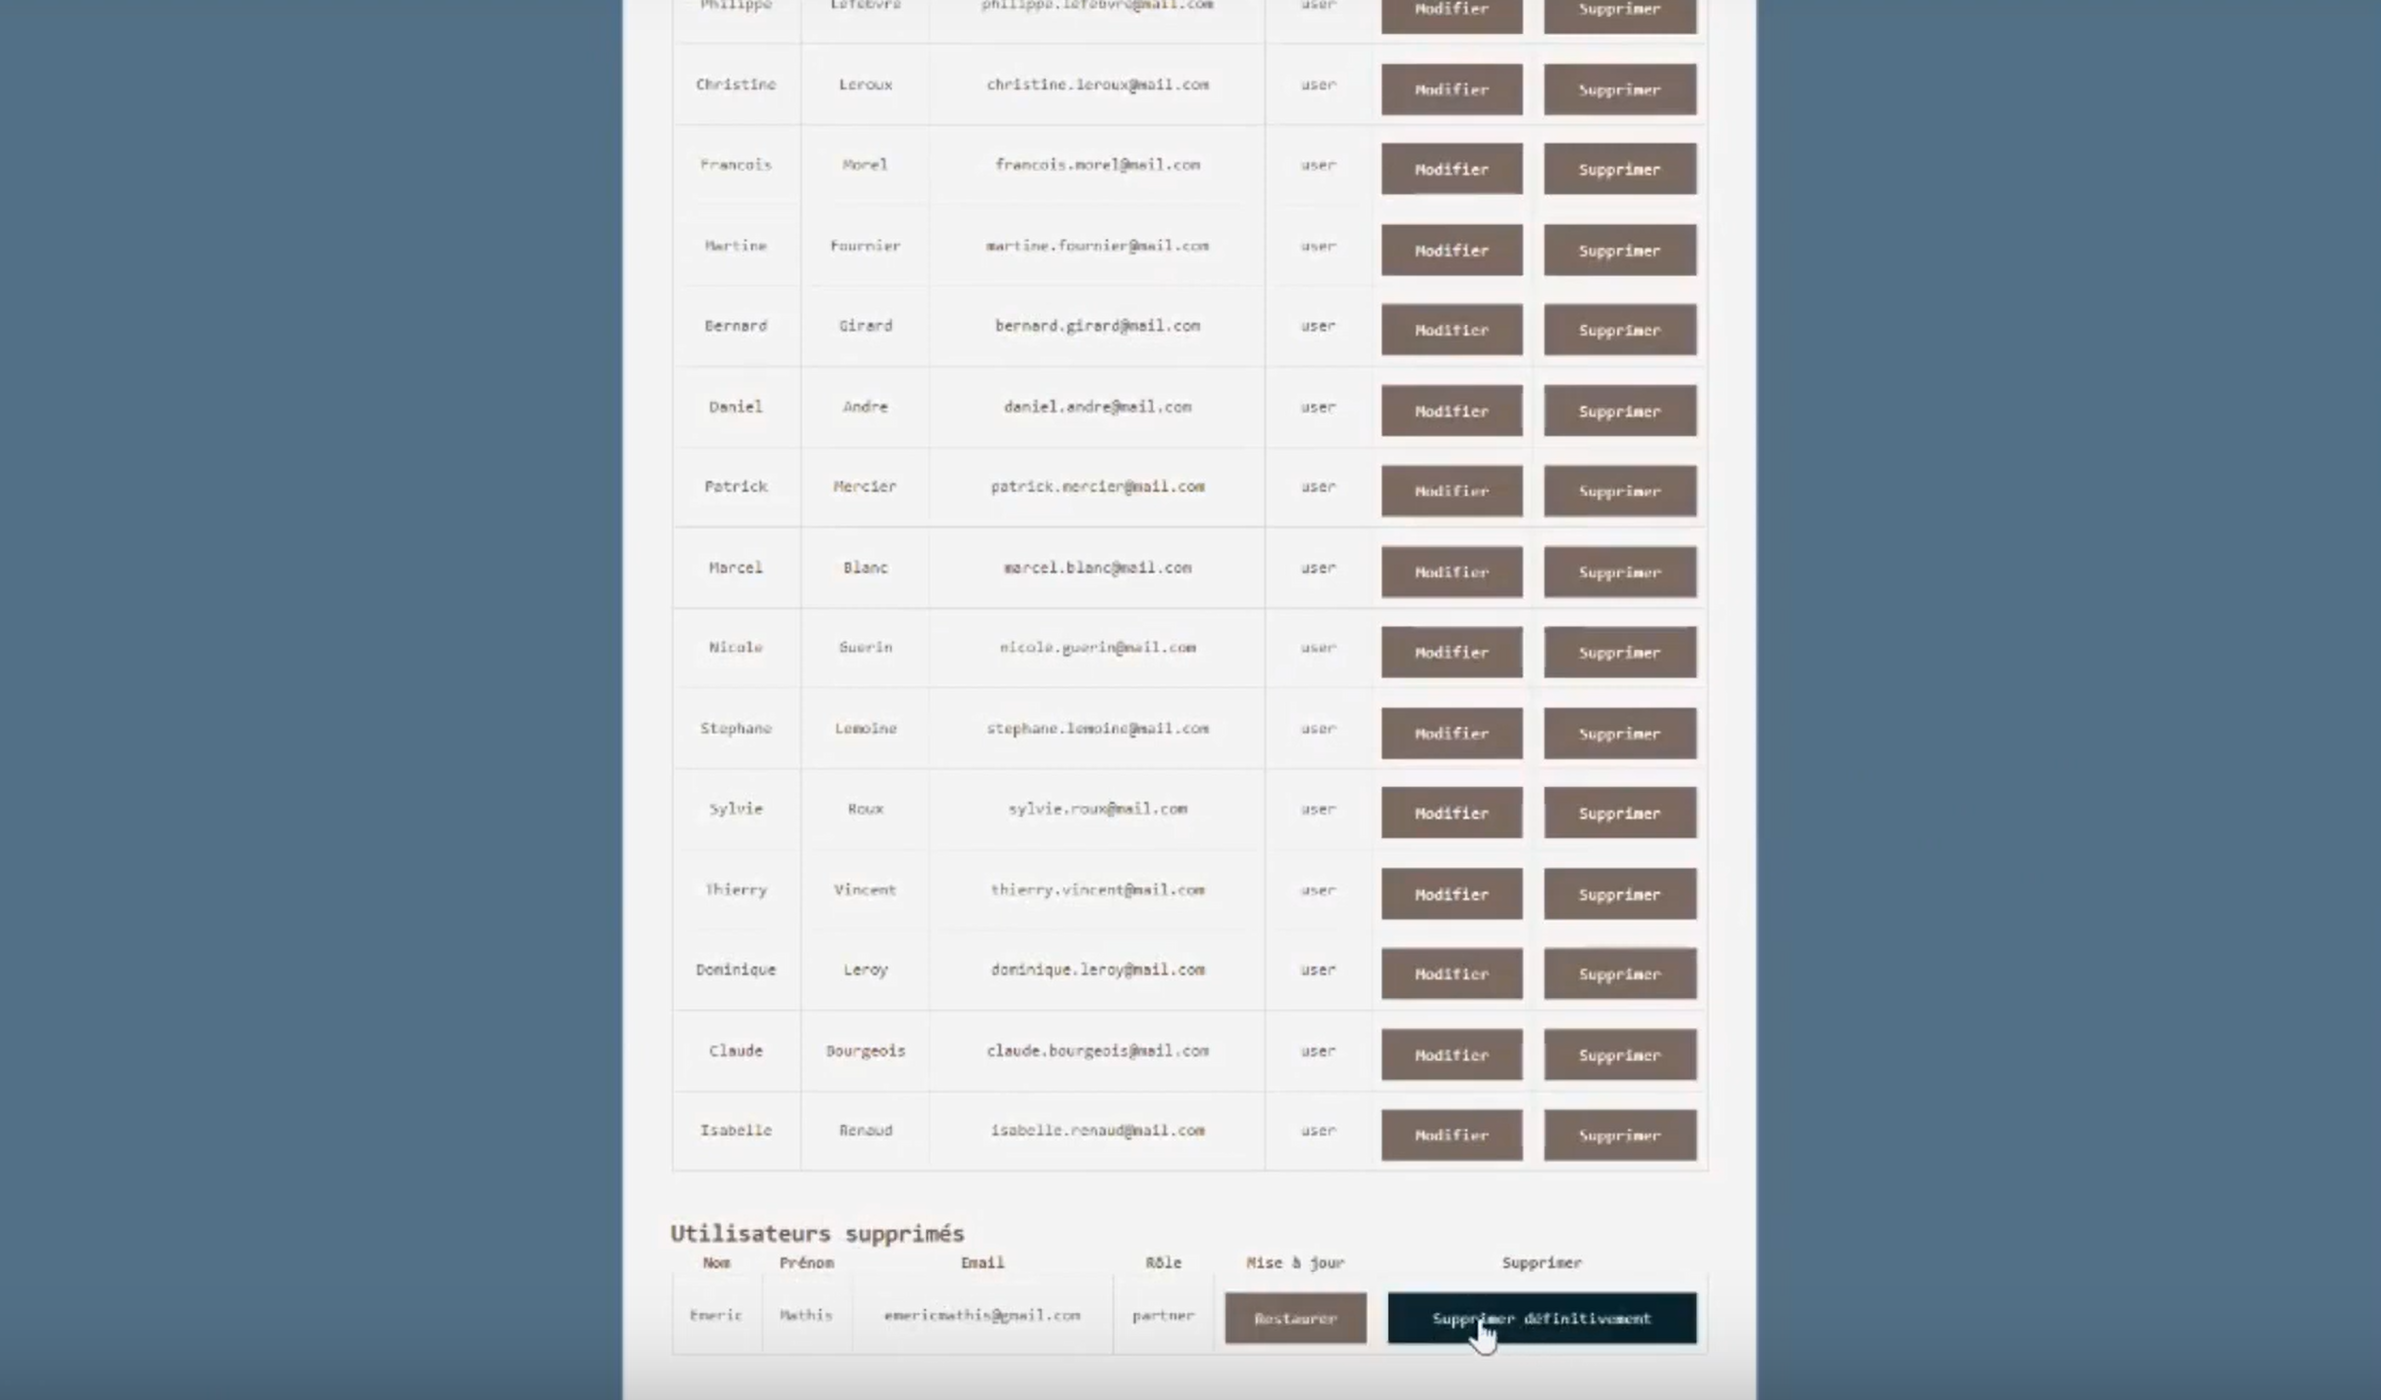 Philippe Lefebvre philippe.lefebvre@mail.com user Modifier Supprimer
Christine Leroux christine.leroux@mail.com user Modifier Supprimer
Francois Morel francois.morel@mail.com user Modifier Supprimer
Martine Fournier martine.fournier@mail.com user Modifier Supprimer
Bernard Girard bernard.girard@mail.com user Modifier Supprimer
Daniel Andre daniel.andre@mail.com user Modifier Supprimer
Patrick Mercier patrick.mercier@mail.com user Modifier Supprimer
Marcel Blanc marcel.blanc@mail.com user Modifier Supprimer
Nicole Guerin nicole.guerin@mail.com user Modifier Supprimer
Stephane Lemoine stephane.lemoine@mail.com user Modifier Supprimer
Sylvie Roux sylvie.roux@mail.com user Modifier Supprimer
Thierry Vincent thierry.vincent@mail.com user Modifier Supprimer
Dominique Leroy dominique.leroy@mail.com user Modifier Supprimer
Claude Bourgeois claude.bourgeois@mail.com user Modifier Supprimer
Isabelle Renaud isabelle.renaud@mail.com user Modifier Supprimer
Utilisateurs supprimés
Nom Prénom Email Rôle Mise à jour Supprimer
Emeric Mathis emericmathis@gmail.com partner Restaurer Supprimer définitivement